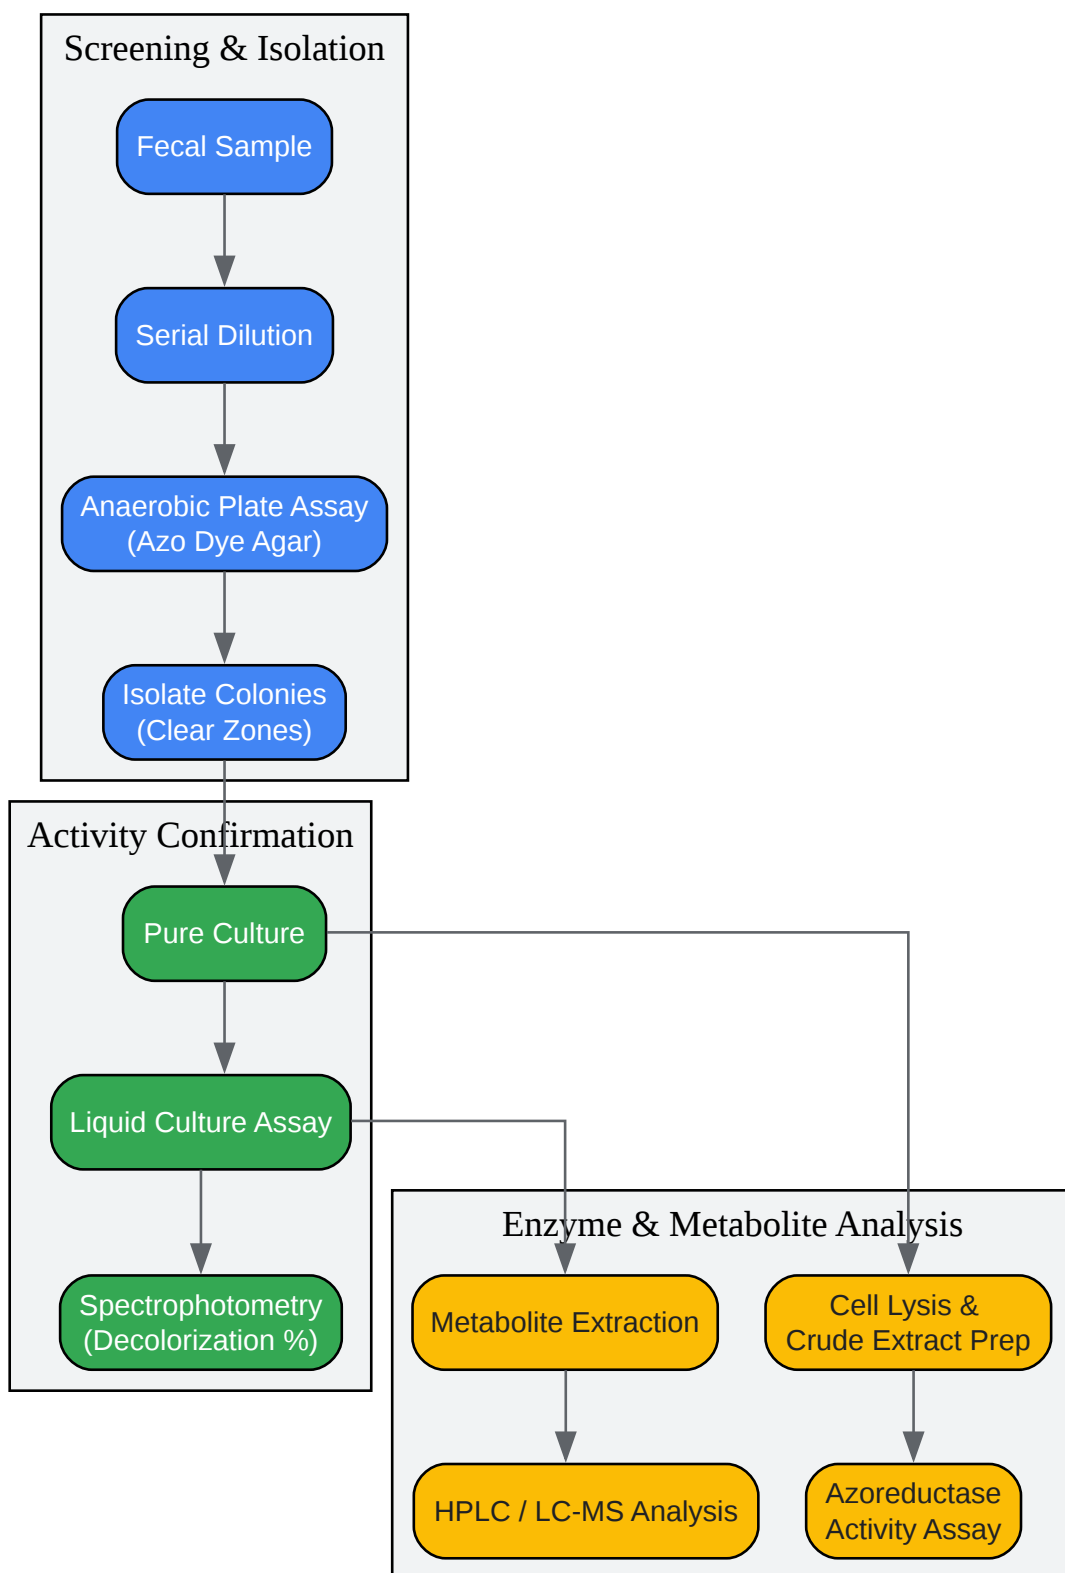 Screening & Isolation
Fecal Sample
Serial Dilution
Anaerobic Plate Assay
(Azo Dye Agar)
Isolate Colonies
(Clear Zones)
Activity Confirmation
Pure Culture
Liquid Culture Assay
Spectrophotometry
(Decolorization %)
Enzyme & Metabolite Analysis
Metabolite Extraction
Cell Lysis &
Crude Extract Prep
HPLC / LC-MS Analysis
Azoreductase
Activity Assay